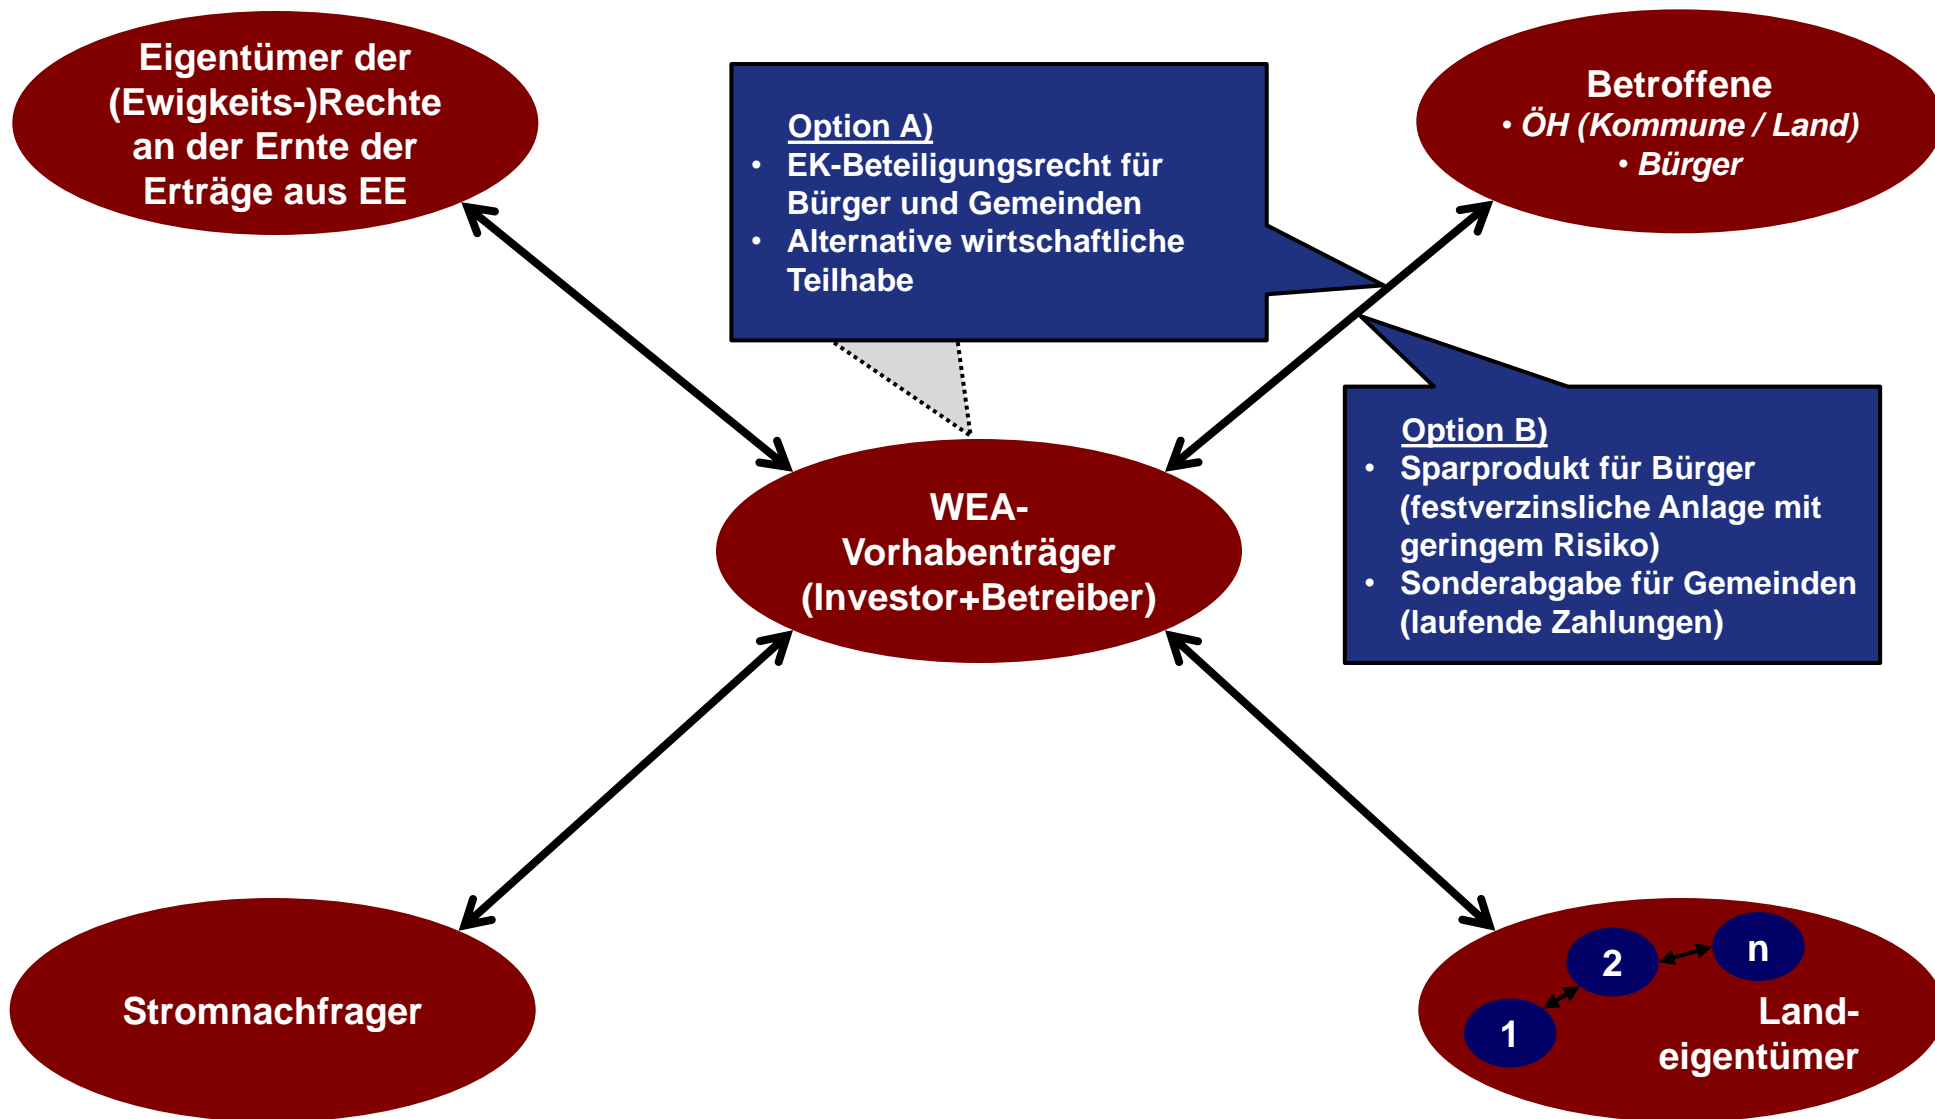 Eigentümer der
(Ewigkeits-)Rechte
an der Ernte der
Erträge aus EE
Option A)
• EK-Beteiligungsrecht für
Bürger und Gemeinden
• Alternative wirtschaftliche
Teilhabe
Betroffene
• ÖH (Kommune / Land)
• Bürger
WEA-
Vorhabenträger
(Investor+Betreiber)
Option B)
• Sparprodukt für Bürger
(festverzinsliche Anlage mit
geringem Risiko)
• Sonderabgabe für Gemeinden
(laufende Zahlungen)
Stromnachfrager
1
2
n
Land-
eigentümer